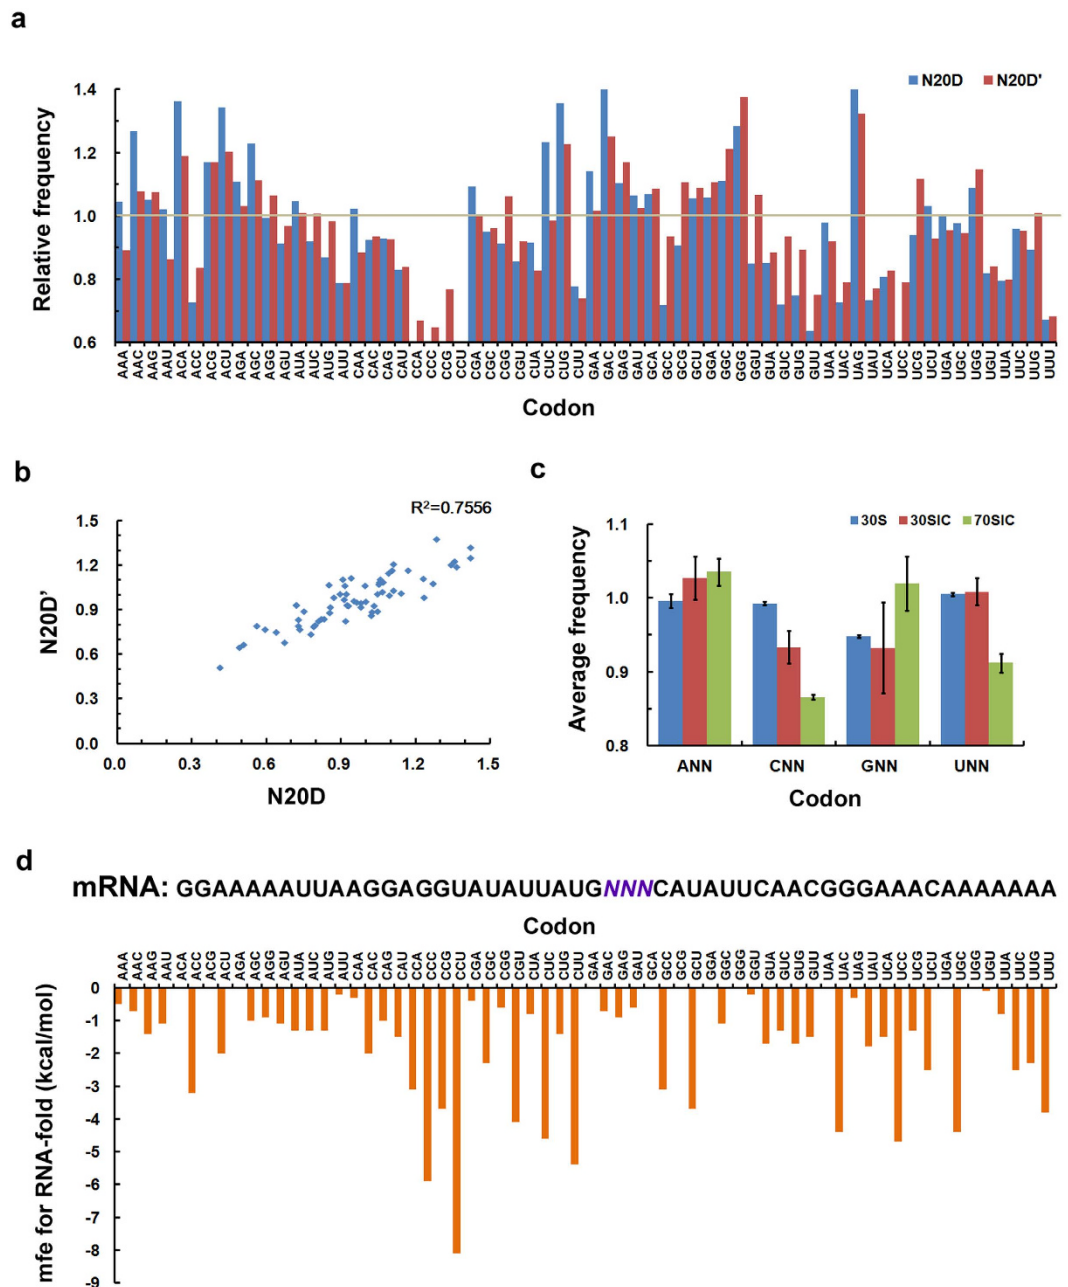 a
Relative frequency
N20D N20D'
1.4
1.2
1.0
0.8
0.6
AAA AAC AAG AAU ACA ACC ACG ACU AGA AGC AGG AGU AUA AUC AUG AUU CAA CAC CAG CAU CCA CCC CCG CCU CGA CGC CGG CGU CUA CUC CUG CUU GAA GAC GAG GAU GCA GCC GCG GCU GGA GGC GGG GGU GUA GUC GUG GUU UAA UAC UAG UAU UCA UCC UCG UCU UGA UGC UGG UGU UUA UUC UUG UUU
Codon
b
R²=0.7556
N20D’
1.5
1.2
0.9
0.6
0.3
0.0
0.0 0.3 0.6 0.9 1.2 1.5
N20D
c
Average frequency
30S 30SIC 70SIC
1.1
1.0
0.9
0.8
ANN CNN GNN UNN
Codon
d
mRNA: GGAAAAAUUAAGGAGGUAUAUUAUGNNNCAUAUUCAACGGGAAACAAAAAAA
Codon
AAA AAC AAG AAU ACA ACC ACG ACU AGA AGC AGG AGU AUA AUC AUG AUU CAA CAC CAG CAU CCA CCC CCG CCU CGA CGC CGG CGU CUA CUC CUG CUU GAA GAC GAG GAU GCA GCC GCG GCU GGA GGC GGG GGU GUA GUC GUG GUU UAA UAC UAG UAU UCA UCC UCG UCU UGA UGC UGG UGU UUA UUC UUG UUU
mfe for RNA-fold (kcal/mol)
0
-1
-2
-3
-4
-5
-6
-7
-8
-9